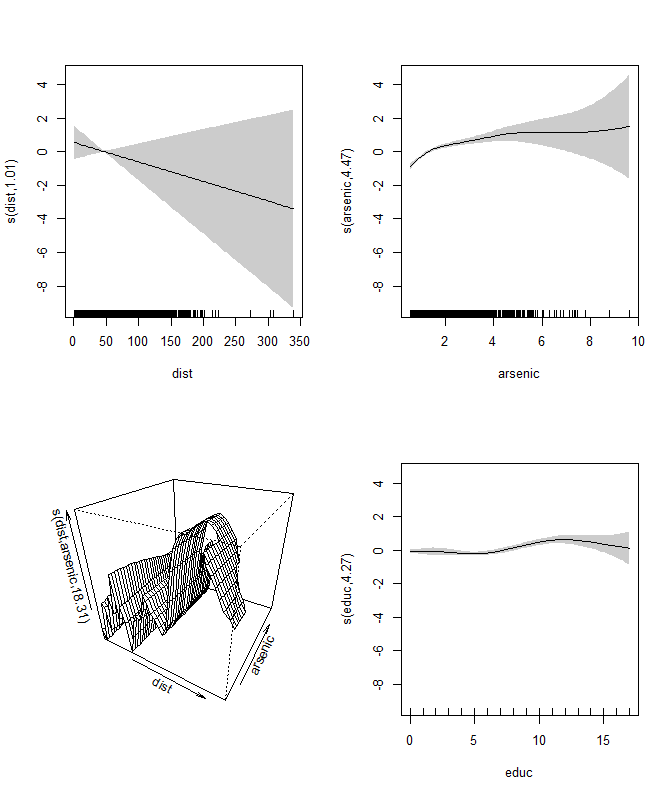 4
2
0
-2
-4
-6
-8
s(dist,1.01)
0 50 100 150 200 250 300 350
dist
4
2
0
-2
-4
-6
-8
s(arsenic,4.47)
2 4 6 8 10
arsenic
s(dist,arsenic,18.31)
dist
arsenic
4
2
0
-2
-4
-6
-8
s(educ,4.27)
0 5 10 15
educ